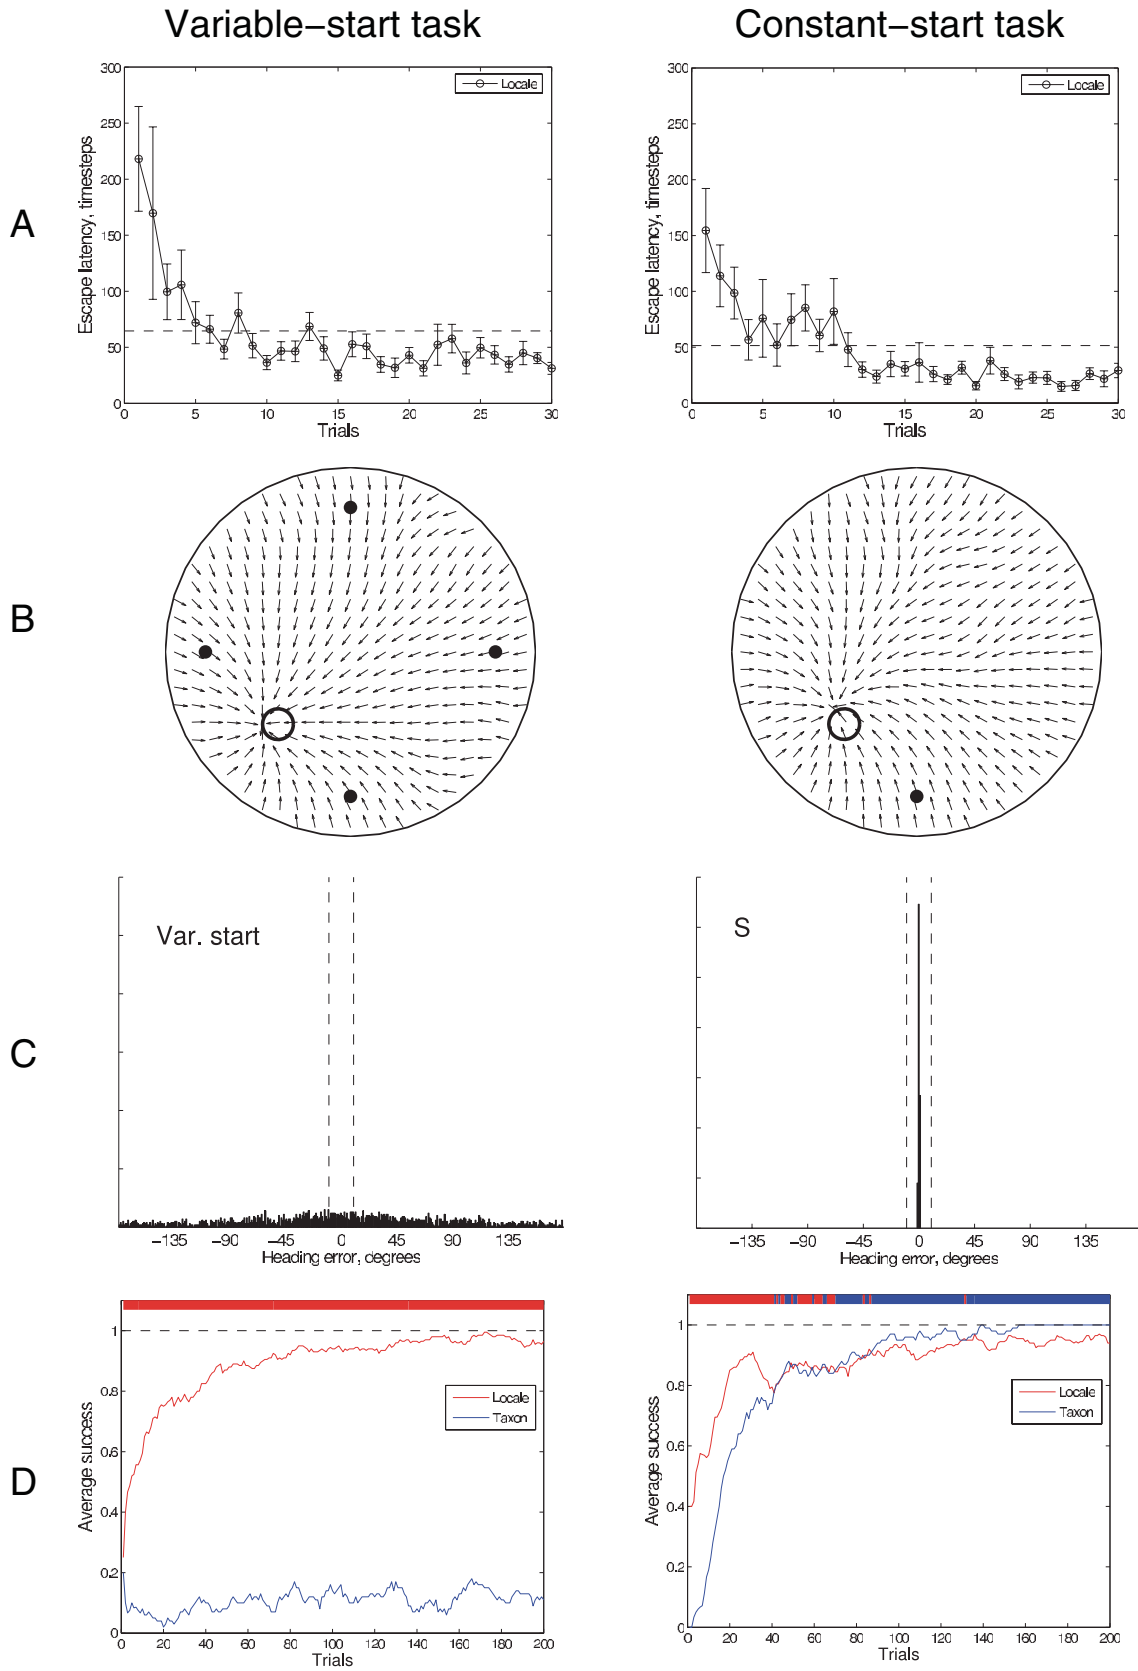 Variable−start task
Constant−start task
A
Escape latency, timesteps
300
250
200
150
100
50
0
0 5 10 15 20 25 30
Trials
Locale
Escape latency, timesteps
300
250
200
150
100
50
0
0 5 10 15 20 25 30
Trials
Locale
B
C
Var. start
−135 −90 −45 0 45 90 135
Heading error, degrees
S
−135 −90 −45 0 45 90 135
Heading error, degrees
D
Average success
1
0.8
0.6
0.4
0.2
0
0 20 40 60 80 100 120 140 160 180 200
Trials
Locale
Taxon
Average success
1
0.8
0.6
0.4
0.2
0
0 20 40 60 80 100 120 140 160 180 200
Trials
Locale
Taxon